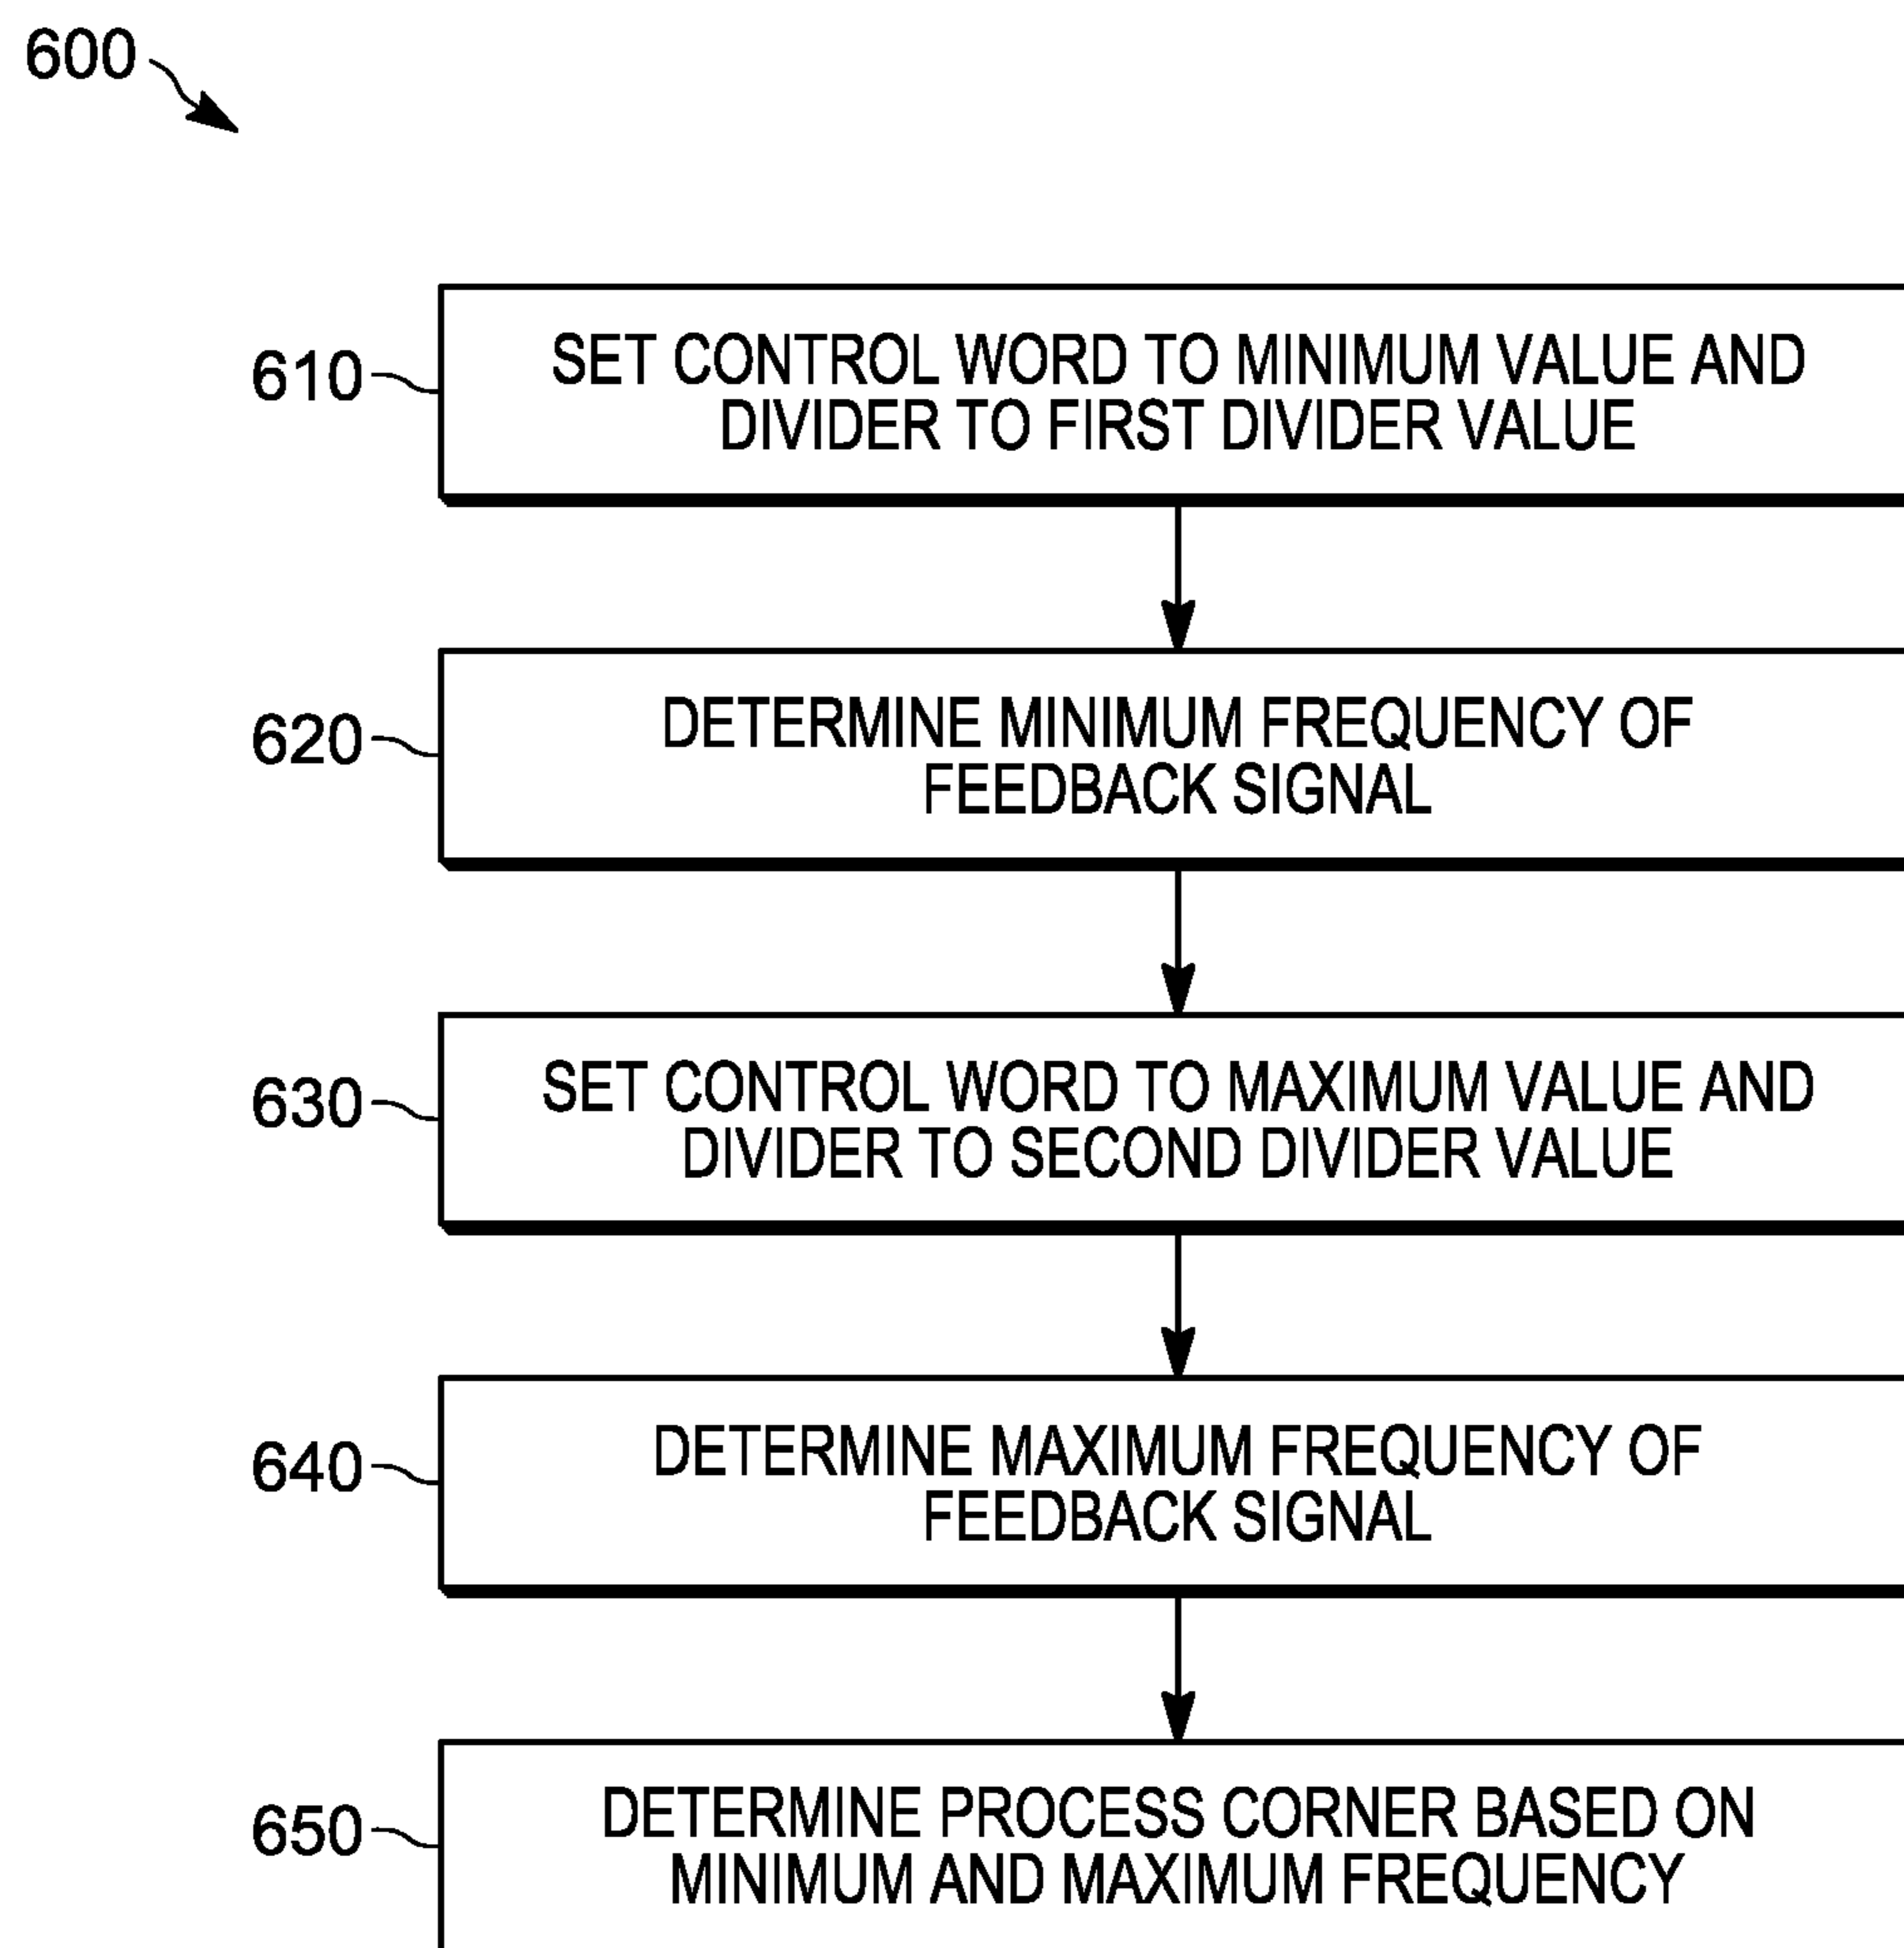 600
610
SET CONTROL WORD TO MINIMUM VALUE AND
DIVIDER TO FIRST DIVIDER VALUE
620
DETERMINE MINIMUM FREQUENCY OF
FEEDBACK SIGNAL
630
SET CONTROL WORD TO MAXIMUM VALUE AND
DIVIDER TO SECOND DIVIDER VALUE
640
DETERMINE MAXIMUM FREQUENCY OF
FEEDBACK SIGNAL
650
DETERMINE PROCESS CORNER BASED ON
MINIMUM AND MAXIMUM FREQUENCY